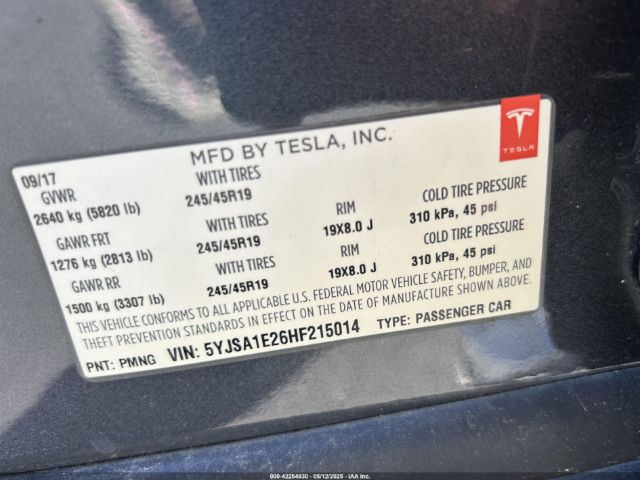 MFD BY TESLA, INC.
TESLA
09/17
GVWR WITH TIRES
2640 kg (5820 lb) 245/45R19 RIM COLD TIRE PRESSURE
GAWR FRT WITH TIRES 19X8.0 J 310 kPa, 45 psi
1276 kg (2813 lb) 245/45R19 RIM COLD TIRE PRESSURE
GAWR RR WITH TIRES 19X8.0 J 310 kPa, 45 psi
1500 kg (3307 lb) 245/45R19
THIS VEHICLE CONFORMS TO ALL APPLICABLE U.S. FEDERAL MOTOR VEHICLE SAFETY, BUMPER, AND
THEFT PREVENTION STANDARDS IN EFFECT ON THE DATE OF MANUFACTURE SHOWN ABOVE.
PNT: PMNG VIN: 5YJSA1E26HF215014 TYPE: PASSENGER CAR
000-42264930 - 05/12/2025 - IAA Inc.